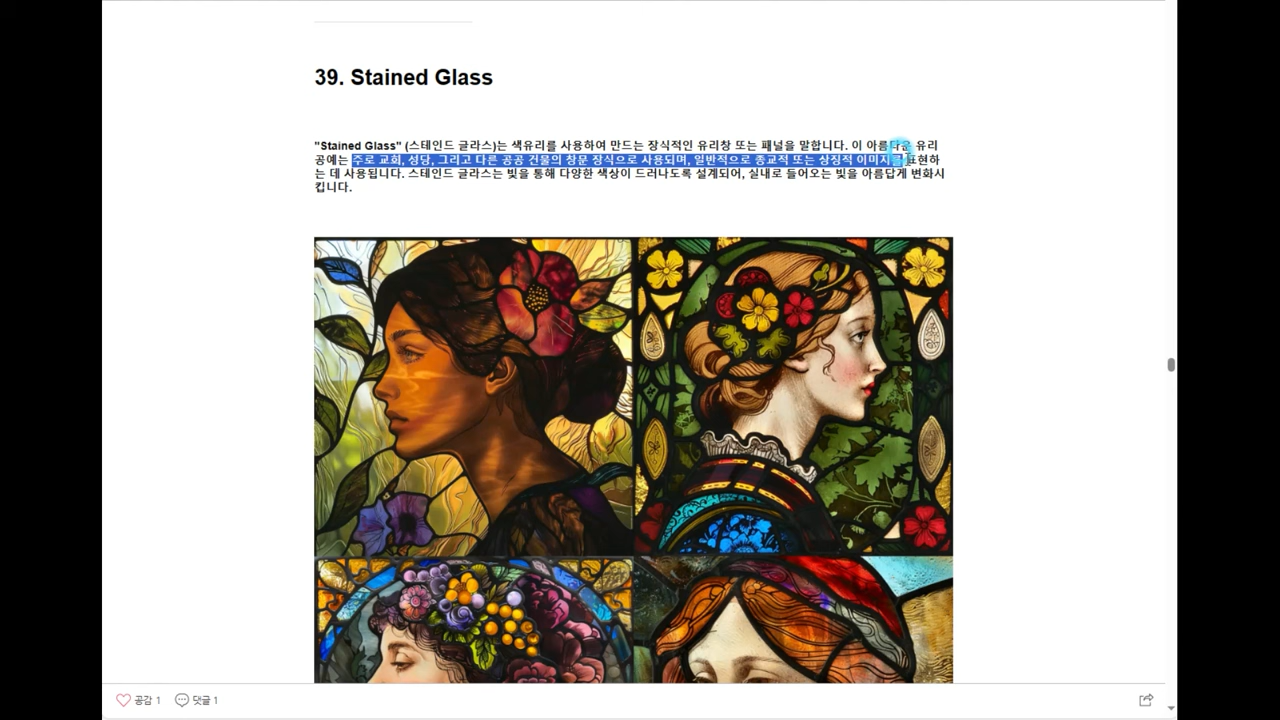 39. Stained Glass
"Stained Glass" (스테인드 글라스)는 색유리를 사용하여 만드는 장식적인 유리창 또는 패널을 말합니다. 이 아름다운 유리
공예는 주로 교회, 성당, 그리고 다른 공공 건물의 창문 장식으로 사용되며, 일반적으로 종교적 또는 상징적 이미지를 표현하
는 데 사용됩니다. 스테인드 글라스는 빛을 통해 다양한 색상이 드러나도록 설계되어, 실내로 들어오는 빛을 아름답게 변화시
킵니다.
공감 1 댓글 1